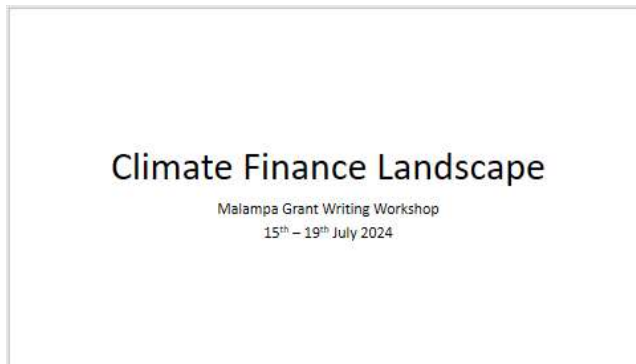 Climate Finance Landscape
Malampa Grant Writing Workshop
15th – 19th July 2024